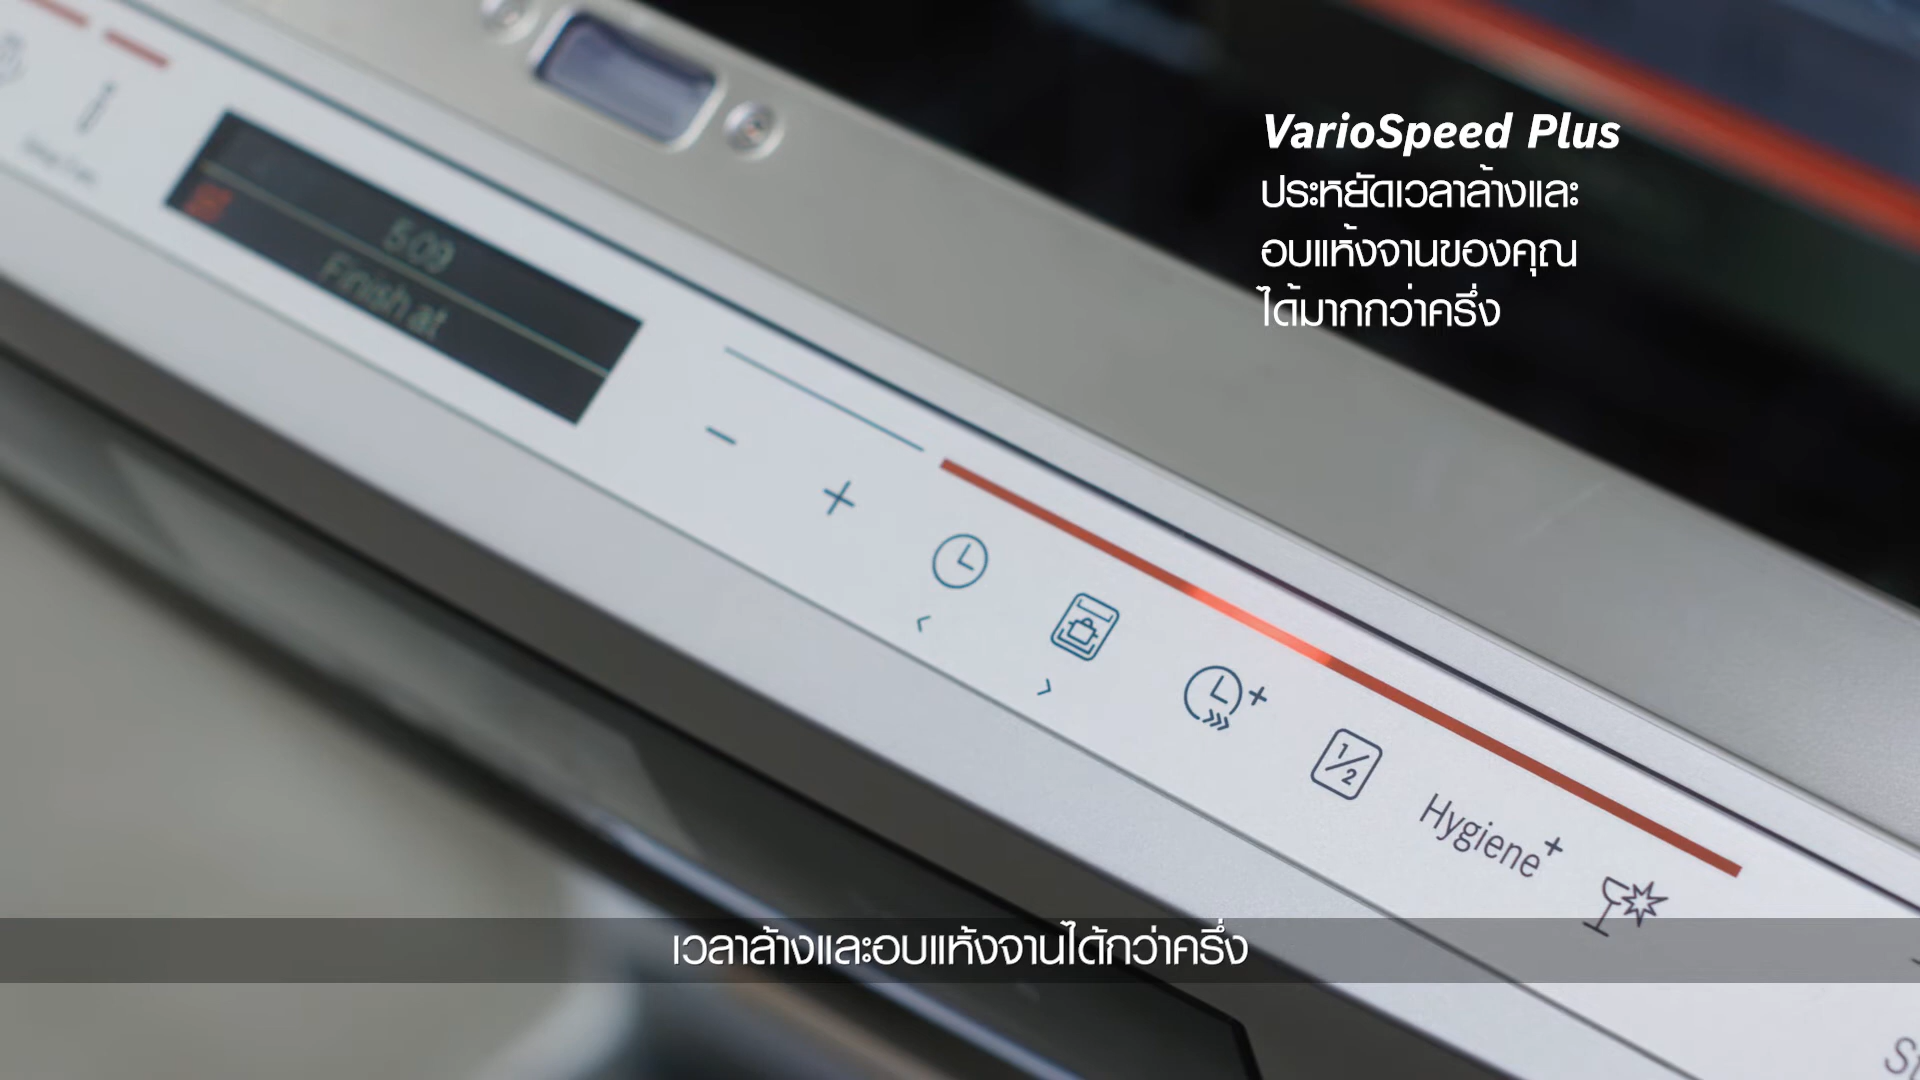 VarioSpeed Plus
ประหยัดเวลาล้างและ
อบแห้งจานของคุณ
ได้มากกว่าครึ่ง
5:09
Finish at
- +
1/2
Hygiene+
เวลาล้างและอบแห้งจานได้กว่าครึ่ง